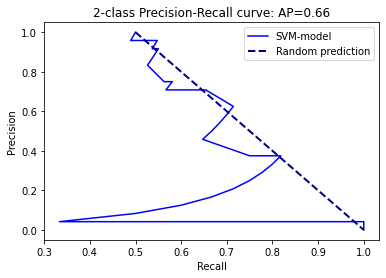 2-class Precision-Recall curve: AP=0.66
SVM-model
Random prediction
Precision
1.0
0.8
0.6
0.4
0.2
0.0
0.3
0.4
0.5
0.6
0.7
0.8
0.9
1.0
Recall